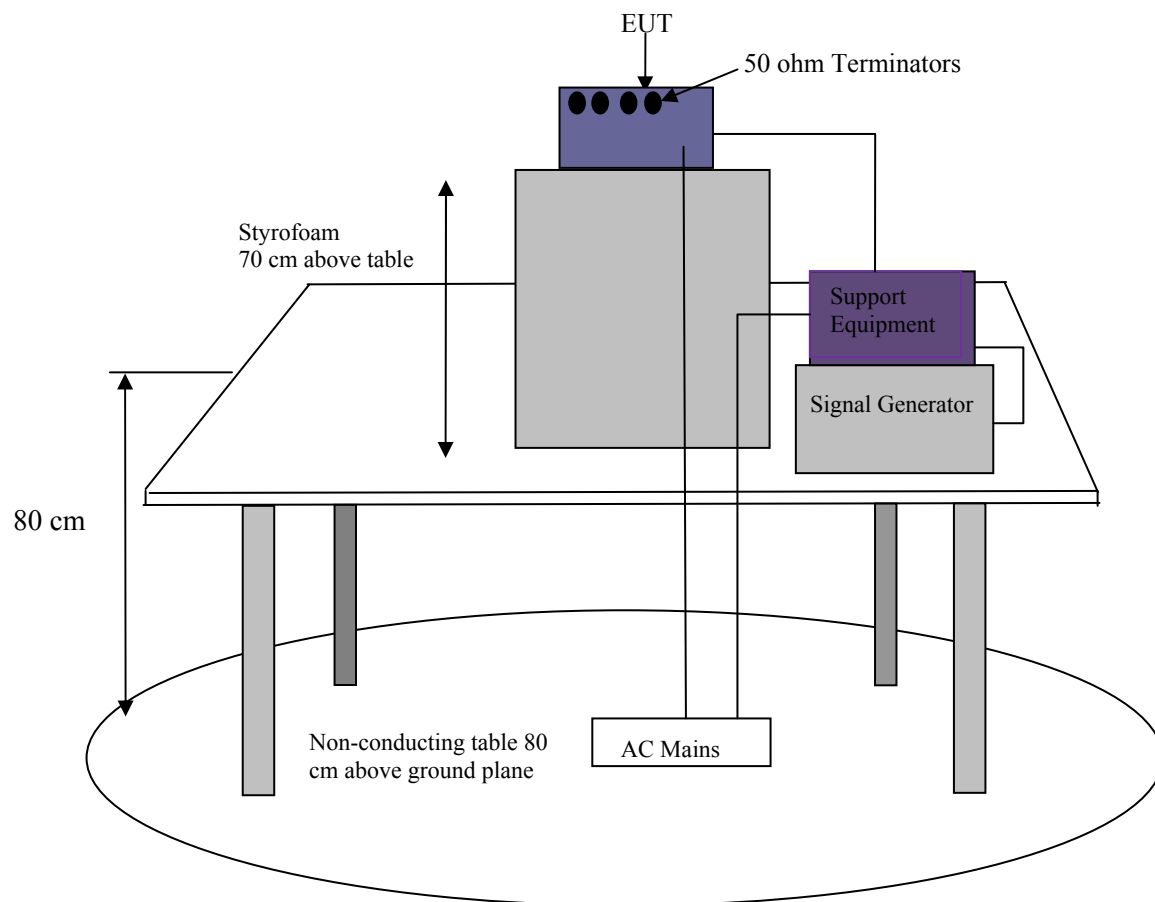 EUT
50 ohm Terminators
Styrofoam
70 cm above table
Support
Equipment
Signal Generator
80 cm
Non-conducting table 80
cm above ground plane
AC Mains